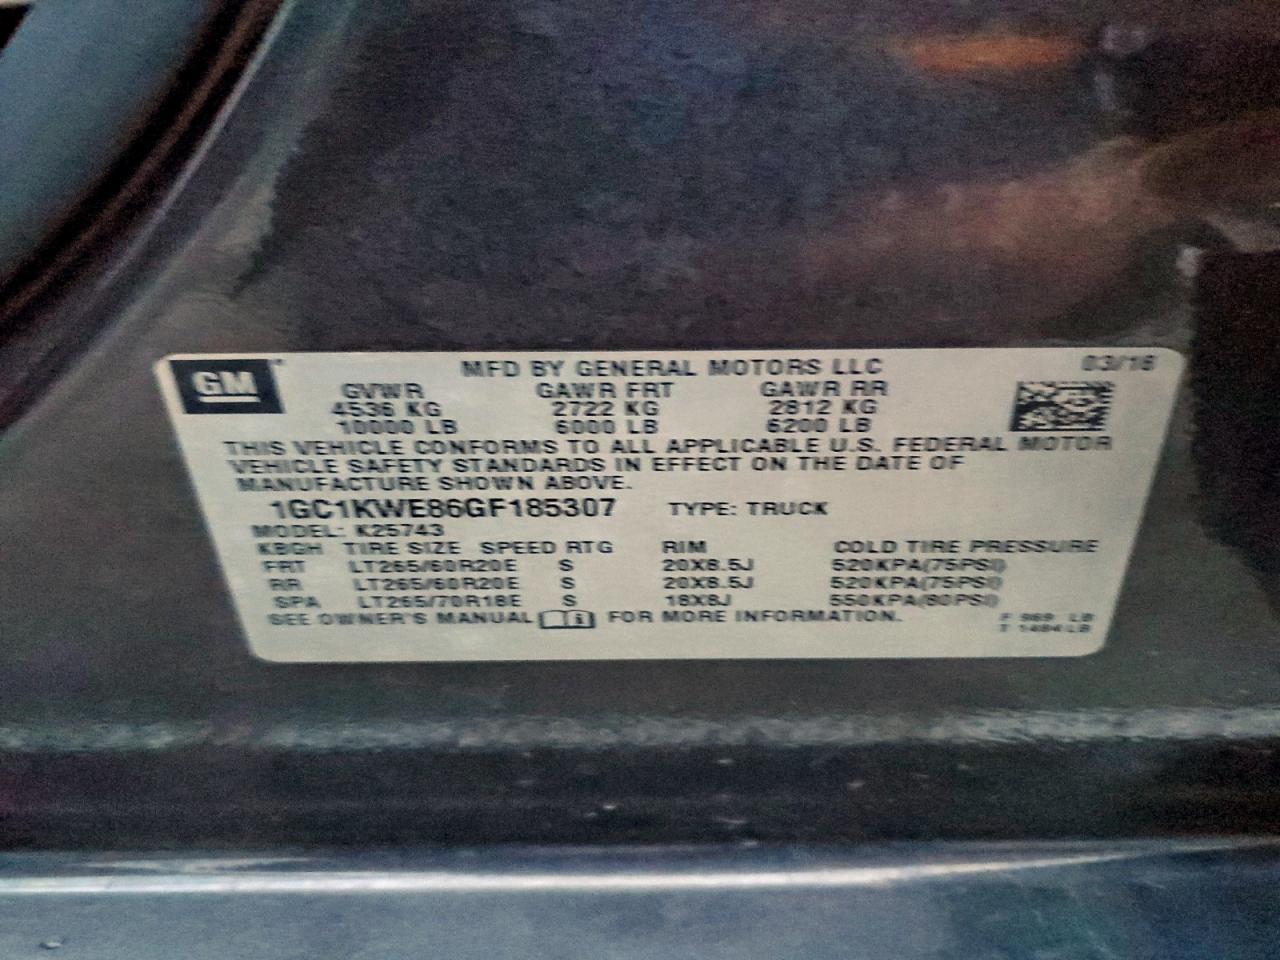 GM
MFD BY GENERAL MOTORS LLC 03/16
GVWR GAWR FRT GAWR RR
4536 KG 2722 KG 2812 KG
10000 LB 6000 LB 6200 LB
THIS VEHICLE CONFORMS TO ALL APPLICABLE U.S. FEDERAL MOTOR
VEHICLE SAFETY STANDARDS IN EFFECT ON THE DATE OF
MANUFACTURE SHOWN ABOVE.
1GC1KWE86GF185307 TYPE: TRUCK
MODEL: K25743
KBGH TIRE SIZE SPEED RTG RIM COLD TIRE PRESSURE
FRT LT265/60R20E S 20X8.5J 520KPA(75PSI)
RR LT265/60R20E S 20X8.5J 520KPA(75PSI)
SPA LT265/70R18E S 18X8J 550KPA(80PSI)
SEE OWNER'S MANUAL FOR MORE INFORMATION.
F 969 LB
T 1484 LB